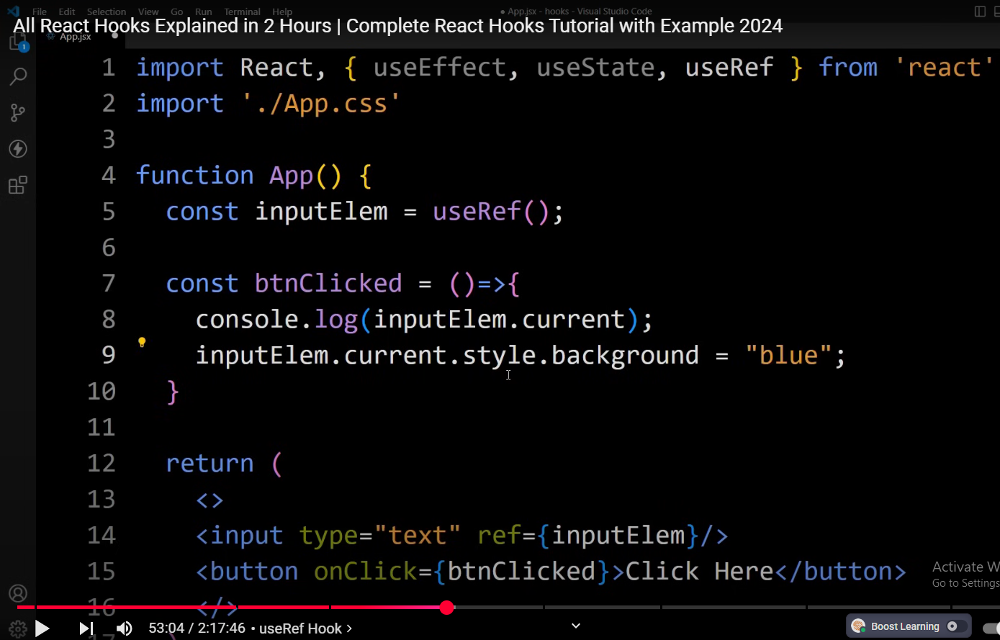 File Edit Selection View Go Run Terminal Help
● App.jsx - hooks - Visual Studio Code
All React Hooks Explained in 2 Hours | Complete React Hooks Tutorial with Example 2024
App.jsx
1
1 import React, { useEffect, useState, useRef } from 'react'
2 import './App.css'
3
4 function App() {
5 const inputElem = useRef();
6
7 const btnClicked = ()=>{
8 console.log(inputElem.current);
9 inputElem.current.style.background = "blue";
10 }
11
12 return (
13 <>
14 <input type="text" ref={inputElem}/>
15 <button onClick={btnClicked}>Click Here</button>
16 </>
17 )
Activate W
Go to Settings
53:04 / 2:17:46 • useRef Hook >
Boost Learning